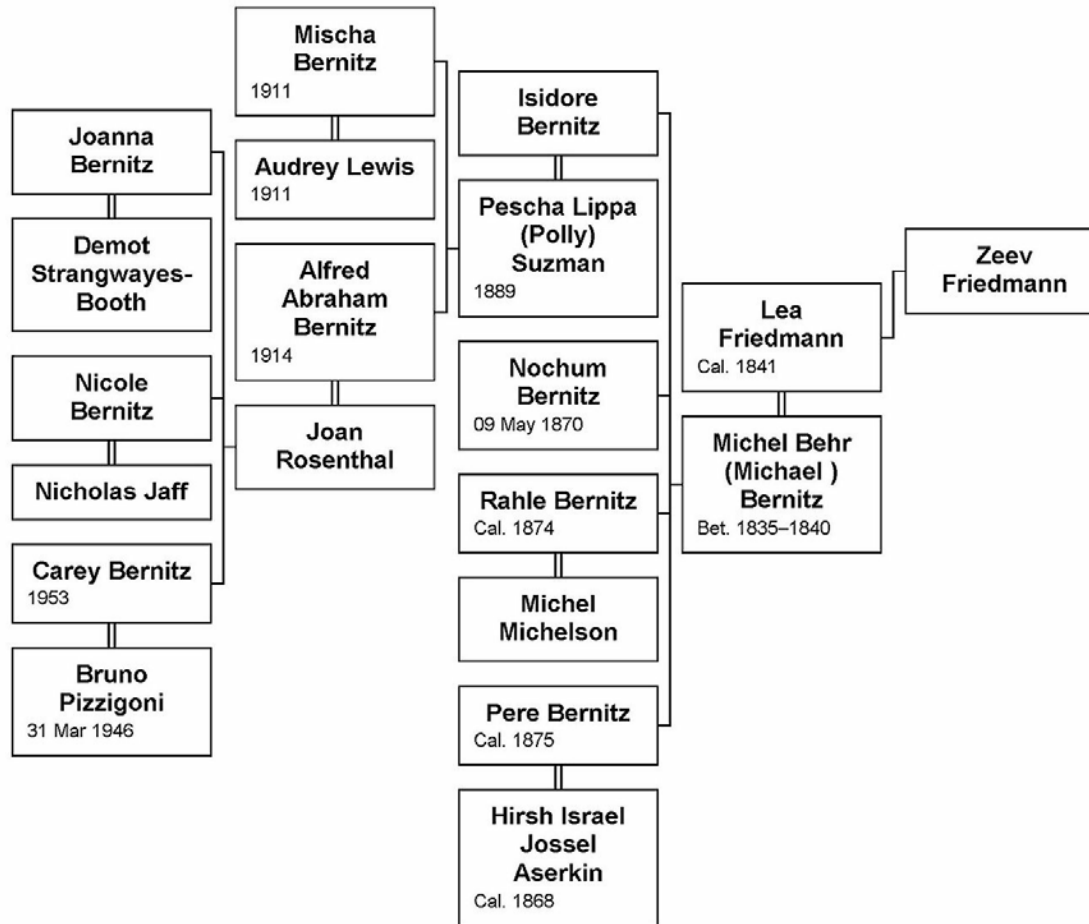 Joanna
Bernitz
Demot
Strangwayes-
Booth
Nicole
Bernitz
Nicholas Jaff
Carey Bernitz
1953
Bruno
Pizzigoni
31 Mar 1946
Mischa
Bernitz
1911
Audrey Lewis
1911
Alfred
Abraham
Bernitz
1914
Joan
Rosenthal
Isidore
Bernitz
Pescha Lippa
(Polly)
Suzman
1889
Nochum
Bernitz
09 May 1870
Rahle Bernitz
Cal. 1874
Michel
Michelson
Pere Bernitz
Cal. 1875
Hirsh Israel
Jossel
Aserkin
Cal. 1868
Lea
Friedmann
Cal. 1841
Michel Behr
(Michael )
Bernitz
Bet. 1835–1840
Zeev
Friedmann